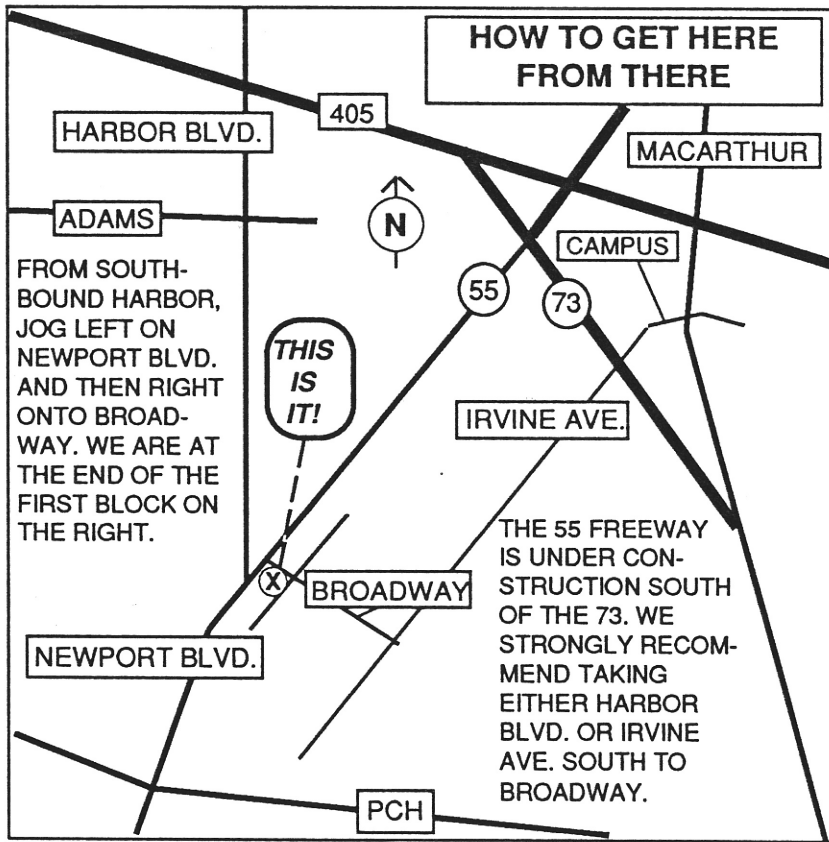 HOW TO GET HERE
FROM THERE
405
HARBOR BLVD.
MACARTHUR
ADAMS
N
CAMPUS
55
73
FROM SOUTH-
BOUND HARBOR,
JOG LEFT ON
NEWPORT BLVD.
AND THEN RIGHT
ONTO BROAD-
WAY. WE ARE AT
THE END OF THE
FIRST BLOCK ON
THE RIGHT.
THIS
IS
IT!
IRVINE AVE.
X
BROADWAY
THE 55 FREEWAY
IS UNDER CON-
STRUCTION SOUTH
OF THE 73. WE
STRONGLY RECOM-
MEND TAKING
EITHER HARBOR
BLVD. OR IRVINE
AVE. SOUTH TO
BROADWAY.
NEWPORT BLVD.
PCH